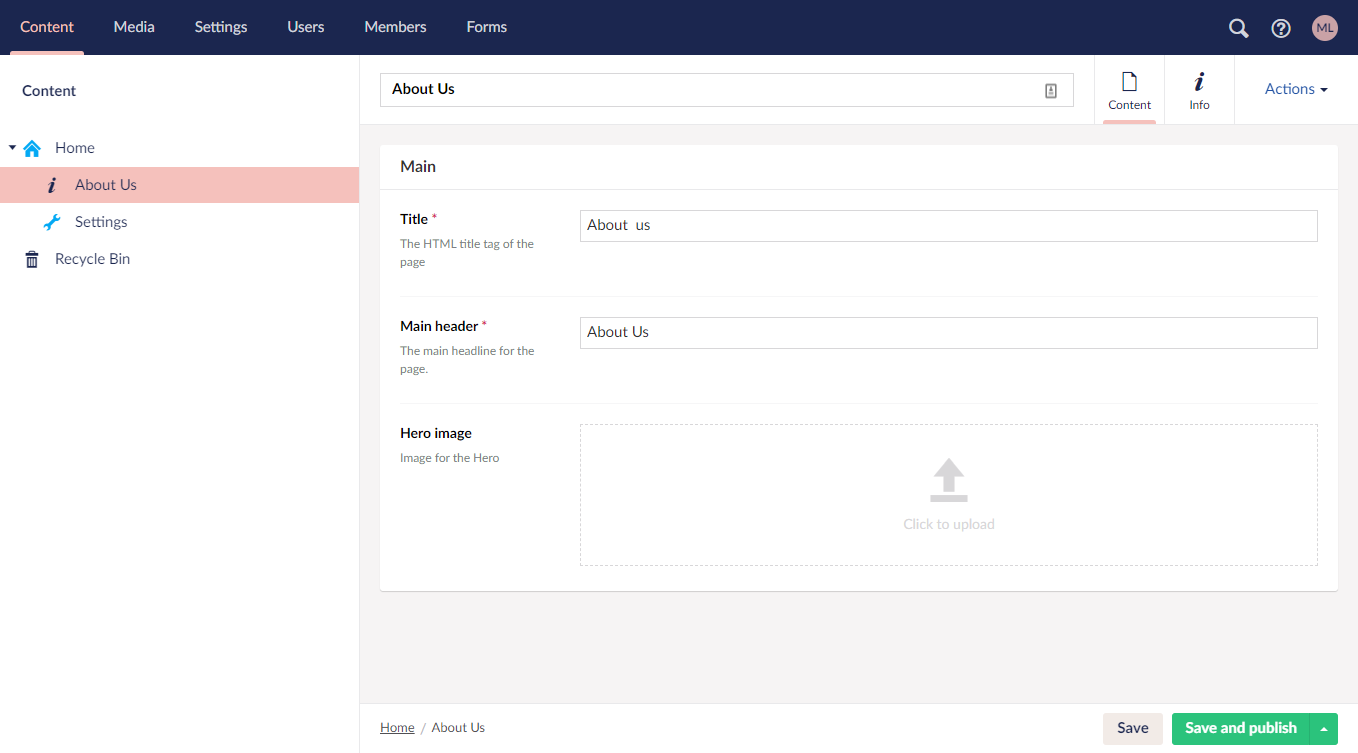 Content Media Settings Users Members Forms ML
Content
Home
About Us
Settings
Recycle Bin
About Us
Content Info Actions
Main
Title *
The HTML title tag of the
page
About  us
Main header *
The main headline for the
page.
About Us
Hero image
Image for the Hero
Click to upload
Home / About Us
Save Save and publish